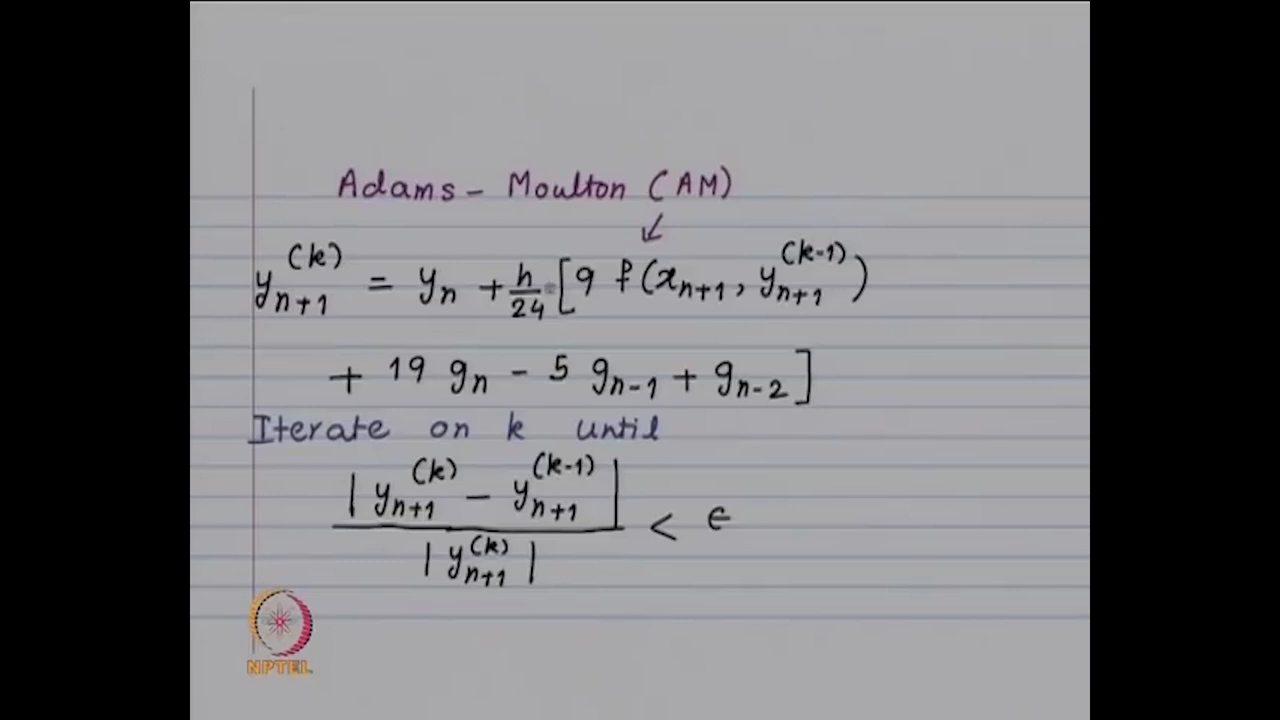 Adams - Moulton (AM)
↙
y_{n+1}^{(k)} = y_n + h/24 [9 f(x_{n+1}, y_{n+1}^{(k-1)})
+ 19 g_n - 5 g_{n-1} + g_{n-2}]
Iterate on k until
|y_{n+1}^{(k)} - y_{n+1}^{(k-1)}| / |y_{n+1}^{(k)}| < ϵ
NPTEL